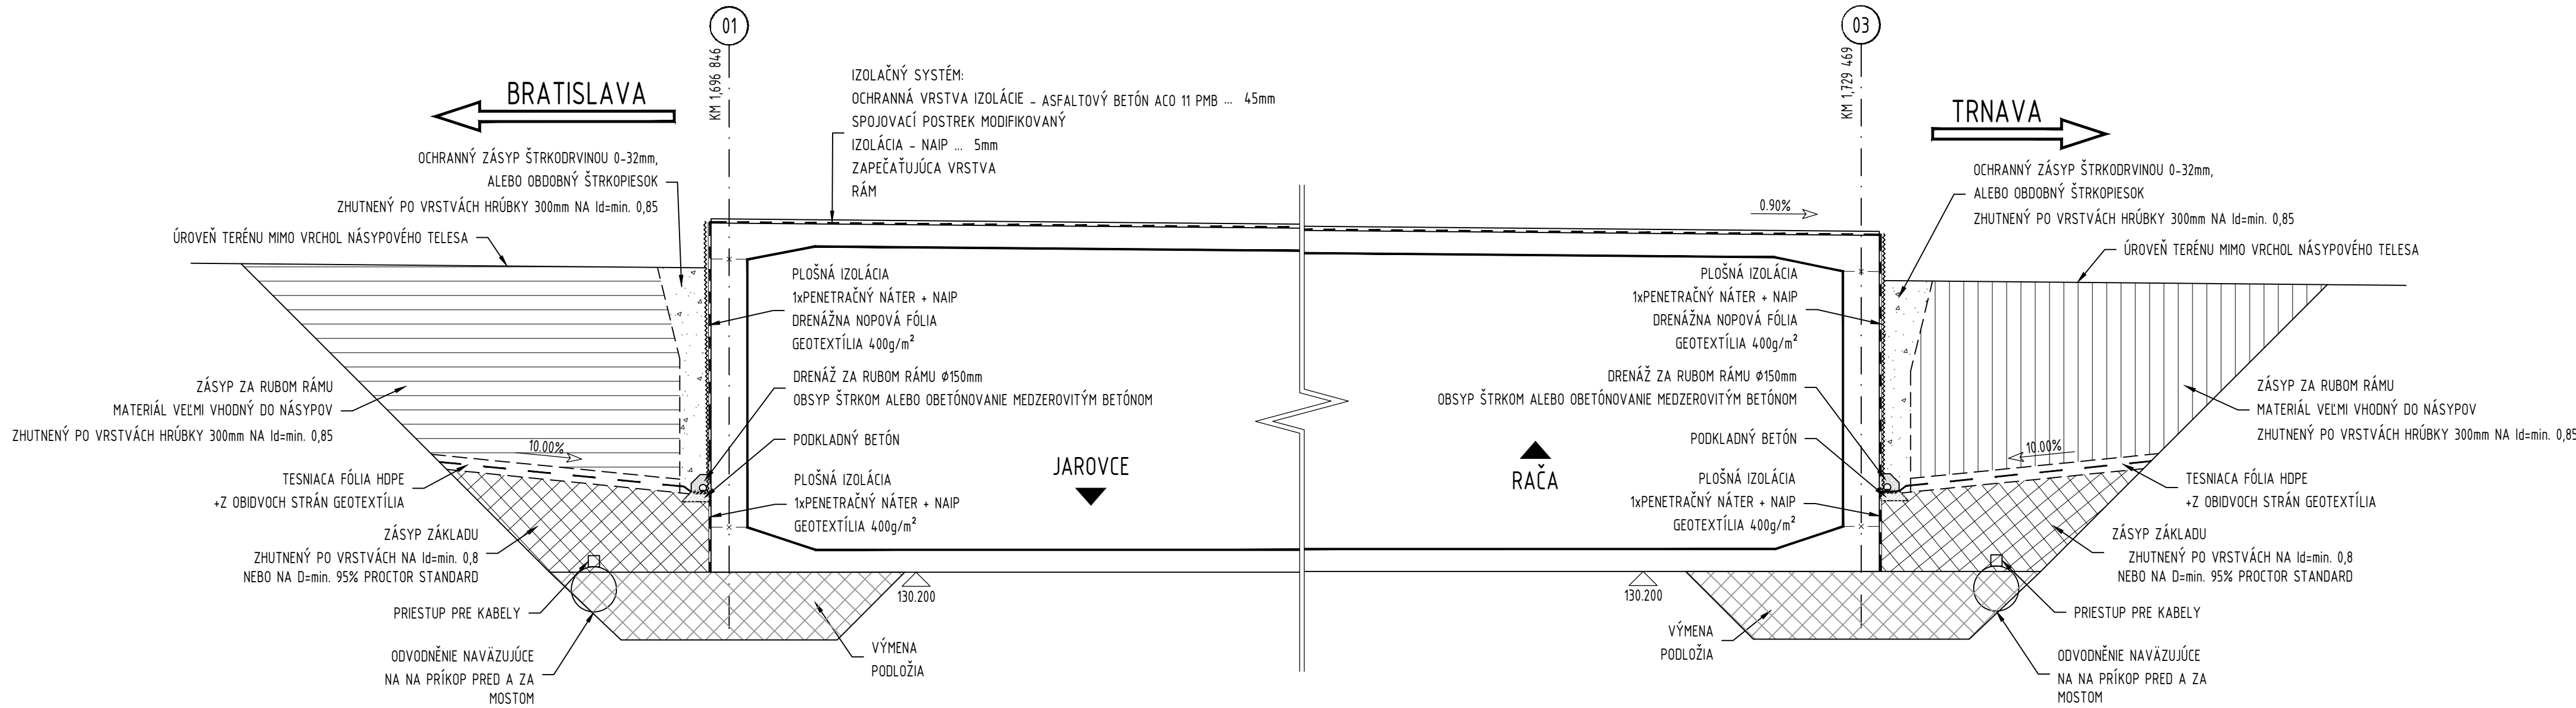 01
KM 1,696 846
03
KM 1,729 469
BRATISLAVA
TRNAVA
IZOLAČNÝ SYSTÉM:
OCHRANNÁ VRSTVA IZOLÁCIE - ASFALTOVÝ BETÓN ACO 11 PMB ... 45mm
SPOJOVACÍ POSTREK MODIFIKOVANÝ
IZOLÁCIA - NAIP ... 5mm
ZAPEČAŤUJÚCA VRSTVA
RÁM
OCHRANNÝ ZÁSYP ŠTRKODRVINOU 0-32mm,
ALEBO OBDOBNÝ ŠTRKOPIESOK
ZHUTNENÝ PO VRSTVÁCH HRÚBKY 300mm NA Id=min. 0,85
ÚROVEŇ TERÉNU MIMO VRCHOL NÁSYPOVÉHO TELESA
ZÁSYP ZA RUBOM RÁMU
MATERIÁL VEĽMI VHODNÝ DO NÁSYPOV
ZHUTNENÝ PO VRSTVÁCH HRÚBKY 300mm NA Id=min. 0,85
10.00%
TESNIACA FÓLIA HDPE
+Z OBIDVOCH STRÁN GEOTEXTÍLIA
ZÁSYP ZÁKLADU
ZHUTNENÝ PO VRSTVÁCH NA Id=min. 0,8
NEBO NA D=min. 95% PROCTOR STANDARD
PRIESTUP PRE KABELY
ODVODNĚNIE NAVÄZUJÚCE
NA NA PRÍKOP PRED A ZA
MOSTOM
PLOŠNÁ IZOLÁCIA
1xPENETRAČNÝ NÁTER + NAIP
DRENÁŽNA NOPOVÁ FÓLIA
GEOTEXTÍLIA 400g/m²
DRENÁŽ ZA RUBOM RÁMU Ø150mm
OBSYP ŠTRKOM ALEBO OBETÓNOVANIE MEDZEROVITÝM BETÓNOM
PODKLADNÝ BETÓN
PLOŠNÁ IZOLÁCIA
1xPENETRAČNÝ NÁTER + NAIP
GEOTEXTÍLIA 400g/m²
JAROVCE
130.200
VÝMENA
PODLOŽIA
0.90%
PLOŠNÁ IZOLÁCIA
1xPENETRAČNÝ NÁTER + NAIP
DRENÁŽNA NOPOVÁ FÓLIA
GEOTEXTÍLIA 400g/m²
DRENÁŽ ZA RUBOM RÁMU Ø150mm
OBSYP ŠTRKOM ALEBO OBETÓNOVANIE MEDZEROVITÝM BETÓNOM
PODKLADNÝ BETÓN
PLOŠNÁ IZOLÁCIA
1xPENETRAČNÝ NÁTER + NAIP
GEOTEXTÍLIA 400g/m²
RAČA
130.200
VÝMENA
PODLOŽIA
OCHRANNÝ ZÁSYP ŠTRKODRVINOU 0-32mm,
ALEBO OBDOBNÝ ŠTRKOPIESOK
ZHUTNENÝ PO VRSTVÁCH HRÚBKY 300mm NA Id=min. 0,85
ÚROVEŇ TERÉNU MIMO VRCHOL NÁSYPOVÉHO TELESA
ZÁSYP ZA RUBOM RÁMU
MATERIÁL VEĽMI VHODNÝ DO NÁSYPOV
ZHUTNENÝ PO VRSTVÁCH HRÚBKY 300mm NA Id=min. 0,85
10.00%
TESNIACA FÓLIA HDPE
+Z OBIDVOCH STRÁN GEOTEXTÍLIA
ZÁSYP ZÁKLADU
ZHUTNENÝ PO VRSTVÁCH NA Id=min. 0,8
NEBO NA D=min. 95% PROCTOR STANDARD
PRIESTUP PRE KABELY
ODVODNĚNIE NAVÄZUJÚCE
NA NA PRÍKOP PRED A ZA
MOSTOM